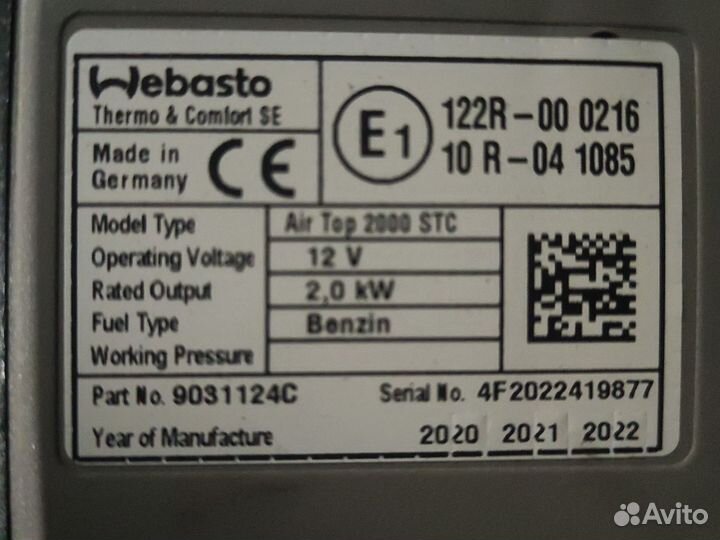 Webasto
Thermo & Comfort SE
Made in
Germany
CE
E1
122R-00 0216
10 R-04 1085
Model Type Air Top 2000 STC
Operating Voltage 12 V
Rated Output 2,0 kW
Fuel Type Benzin
Working Pressure
Part No. 9031124C Serial No. 4F2022419877
Year of Manufacture 2020 2021 2022
Avito